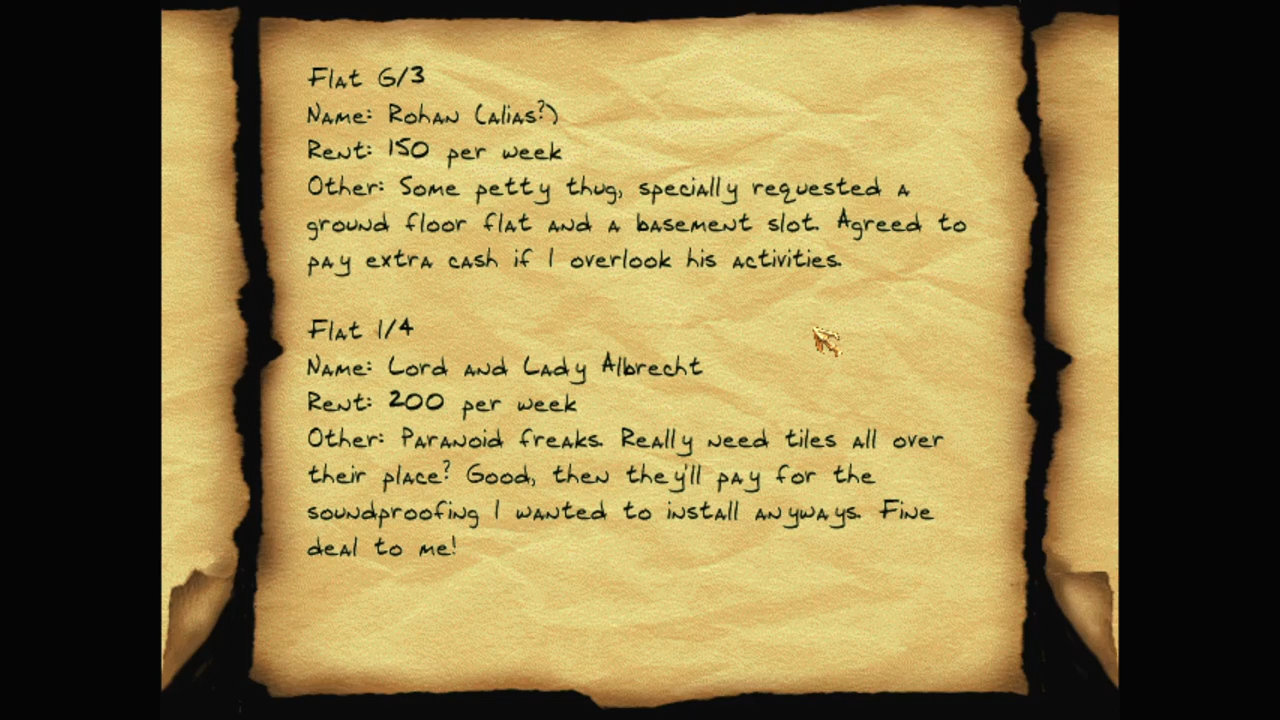 Flat G/3
Name: Rohan (alias?)
Rent: 150 per week
Other: Some petty thug, specially requested a
ground floor flat and a basement slot. Agreed to
pay extra cash if I overlook his activities.
Flat 1/4
Name: Lord and Lady Albrecht
Rent: 200 per week
Other: Paranoid freaks. Really need tiles all over
their place? Good, then they'll pay for the
soundproofing I wanted to install anyways. Fine
deal to me!